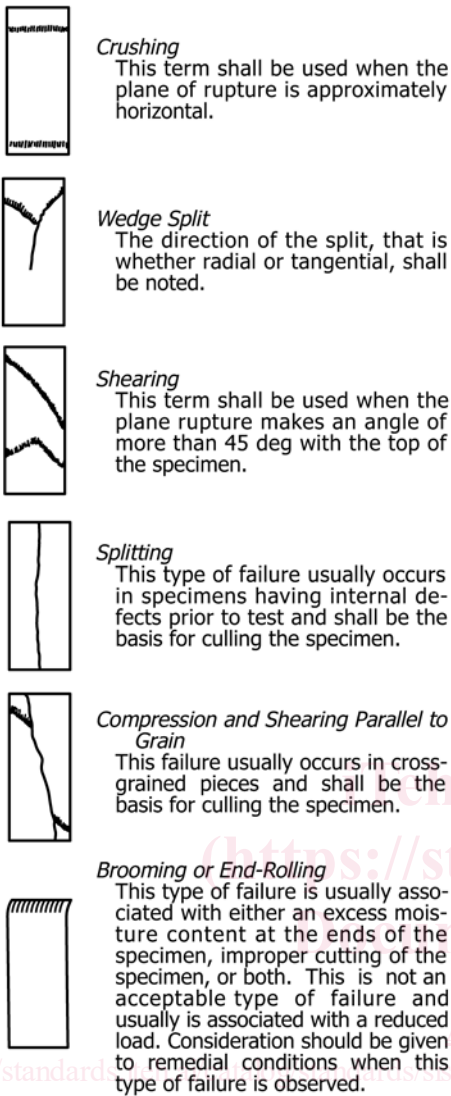 Crushing
This term shall be used when the
plane of rupture is approximately
horizontal.
Wedge Split
The direction of the split, that is
whether radial or tangential, shall
be noted.
Shearing
This term shall be used when the
plane rupture makes an angle of
more than 45 deg with the top of
the specimen.
Splitting
This type of failure usually occurs
in specimens having internal de-
fects prior to test and shall be the
basis for culling the specimen.
Compression and Shearing Parallel to
Grain
This failure usually occurs in cross-
grained pieces and shall be the
basis for culling the specimen.
Brooming or End-Rolling
This type of failure is usually asso-
ciated with either an excess mois-
ture content at the ends of the
specimen, improper cutting of the
specimen, or both. This is not an
acceptable type of failure and
usually is associated with a reduced
load. Consideration should be given
to remedial conditions when this
type of failure is observed.